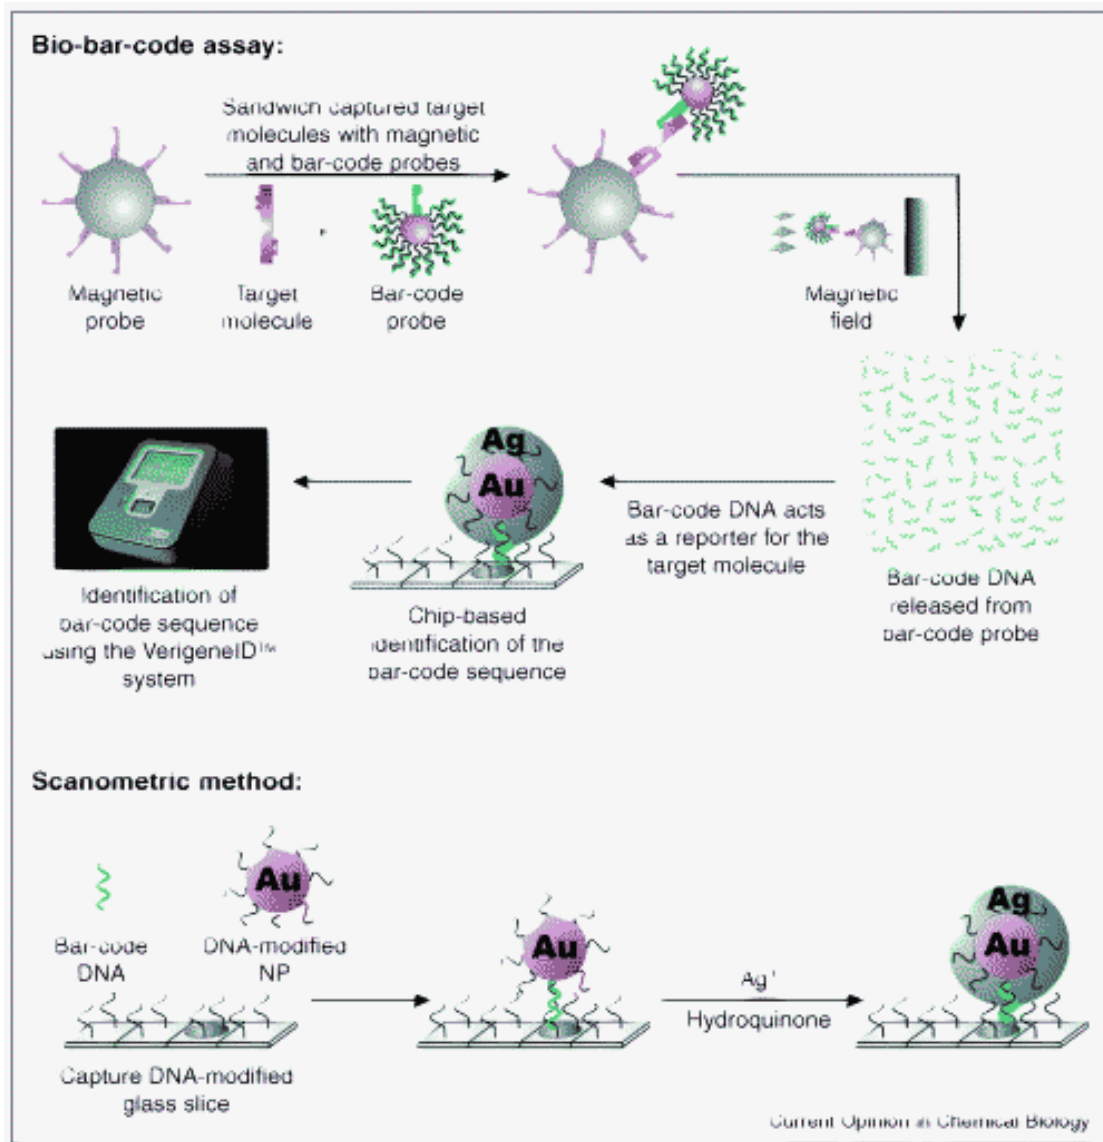 Bio-bar-code assay:
Sandwich captured target
molecules with magnetic
and bar-code probes
Magnetic
probe
Target
molecule
Bar-code
probe
Magnetic
field
Ag
Au
Bar-code DNA acts
as a reporter for the
target molecule
Bar-code DNA
released from
bar-code probe
Identification of
bar-code sequence
using the VerigeneID™
system
Chip-based
identification of the
bar-code sequence
Scanometric method:
Au
Bar-code
DNA
DNA-modified
NP
Capture DNA-modified
glass slice
Au
Ag⁺
Hydroquinone
Ag
Au
Current Opinion in Chemical Biology